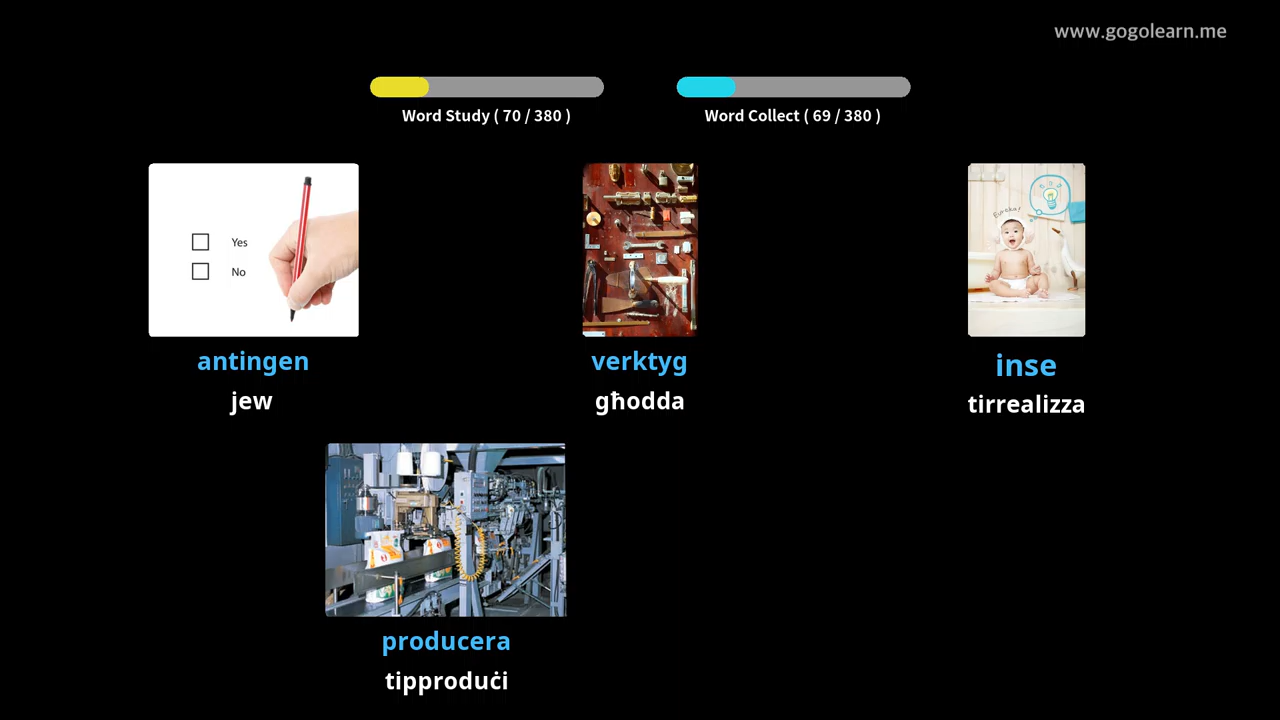 www.gogolearn.me
Word Study ( 70 / 380 )
Word Collect ( 69 / 380 )
Yes
No
Eureka!
antingen
jew
verktyg
għodda
inse
tirrealizza
producera
tipproduċi